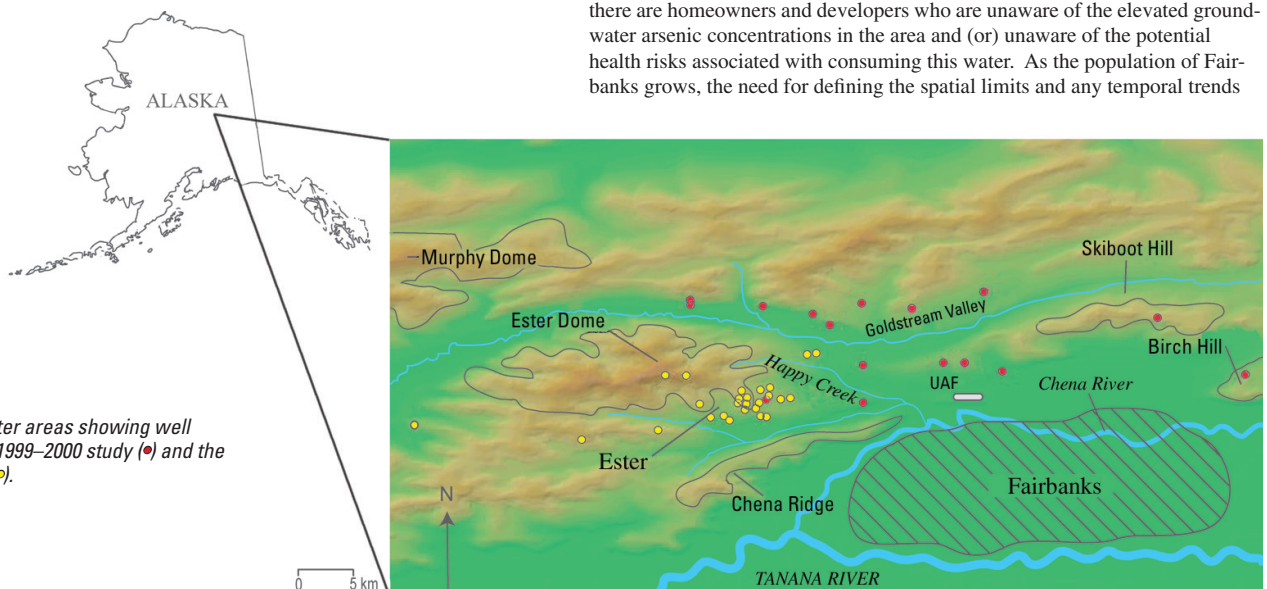 there are homeowners and developers who are unaware of the elevated ground-
water arsenic concentrations in the area and (or) unaware of the potential
health risks associated with consuming this water. As the population of Fair-
banks grows, the need for defining the spatial limits and any temporal trends
ALASKA
Murphy Dome
Skiboot Hill
Ester Dome
Goldstream Valley
Birch Hill
Happy Creek
UAF
Chena River
ter areas showing well
1999–2000 study (●) and the
).
Ester
Fairbanks
Chena Ridge
N
TANANA RIVER
0 5 km